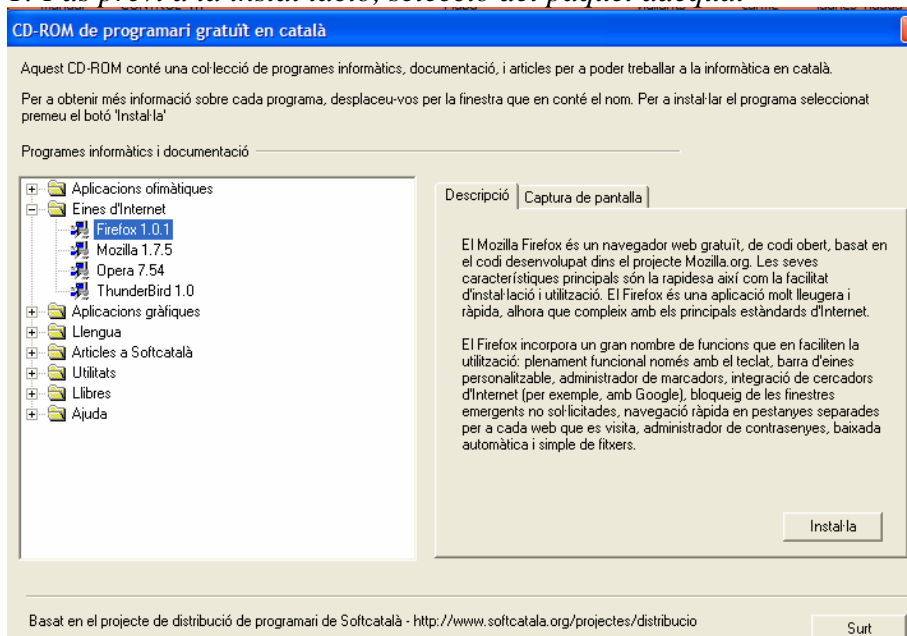 CD-ROM de programari gratuït en català
Aquest CD-ROM conté una col·lecció de programes informàtics, documentació, i articles per a poder treballar a la informàtica en català.
Per a obtenir més informació sobre cada programa, desplaceu-vos per la finestra que en conté el nom. Per a instal·lar el programa seleccionat
premeu el botó 'Instal·la'
Programes informàtics i documentació
Aplicacions ofimàtiques
Eines d'Internet
Firefox 1.0.1
Mozilla 1.7.5
Opera 7.54
ThunderBird 1.0
Aplicacions gràfiques
Llengua
Articles a Softcatalà
Utilitats
Llibres
Ajuda
Descripció
Captura de pantalla
El Mozilla Firefox és un navegador web gratuït, de codi obert, basat en
el codi desenvolupat dins el projecte Mozilla.org. Les seves
característiques principals són la rapidesa així com la facilitat
d'instal·lació i utilització. El Firefox és una aplicació molt lleugera i
ràpida, alhora que compleix amb els principals estàndards d'Internet.
El Firefox incorpora un gran nombre de funcions que en faciliten la
utilització: plenament funcional només amb el teclat, barra d'eines
personalitzable, administrador de marcadors, integració de cercadors
d'Internet (per exemple, amb Google), bloqueig de les finestres
emergents no sol·licitades, navegació ràpida en pestanyes separades
per a cada web que es visita, administrador de contrasenyes, baixada
automàtica i simple de fitxers.
Instal·la
Basat en el projecte de distribució de programari de Softcatalà - http://www.softcatala.org/projectes/distribucio
Surt